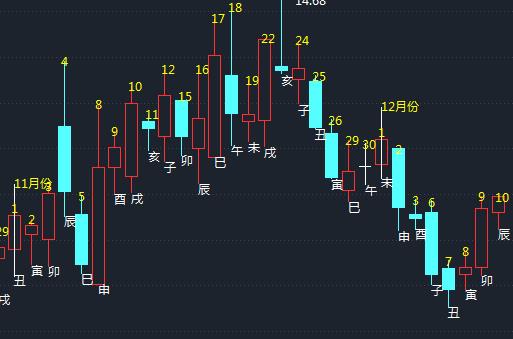 14.68
18
17
22
24
4
12
16
19
25
10
15
8
11
26
12月份
9
29
30
1
2
亥
子
丑
午
未
戌
亥
子
卯
巳
11月份
3
5
辰
酉
戌
辰
寅
巳
午
未
1
2
29
3
6
9
10
辰
申
酉
丑
寅
卯
巳
申
7
8
子
寅
卯
戌
丑